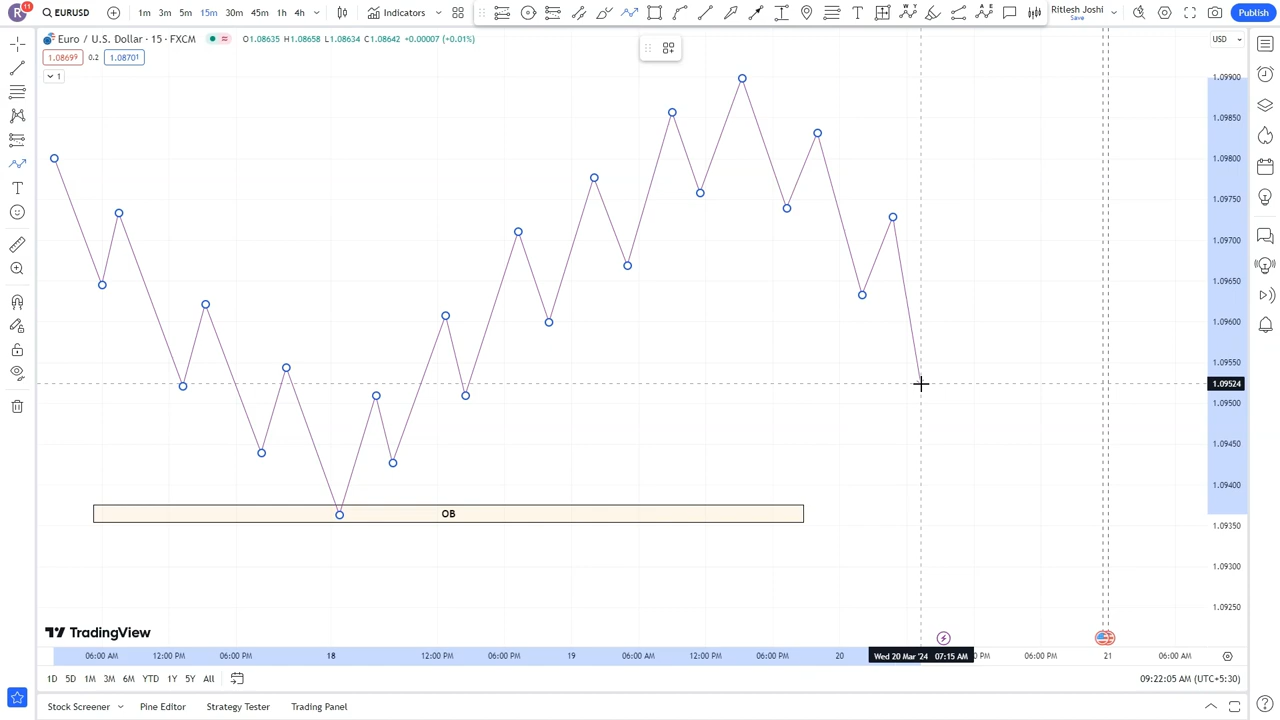 R 11 EURUSD 1m 3m 5m 15m 30m 45m 1h 4h Indicators Rittesh Joshi Save Publish
Euro / U.S. Dollar · 15 · FXCM O1.08635 H1.08658 L1.08634 C1.08642 +0.00007 (+0.01%) USD
1.08699 0.2 1.08701
1
1.09900
1.09850
1.09800
1.09750
1.09700
1.09650
1.09600
1.09550
1.09524
1.09500
1.09450
1.09400
OB
1.09350
1.09300
1.09250
TradingView
06:00 AM 12:00 PM 06:00 PM 18 12:00 PM 06:00 PM 19 06:00 AM 12:00 PM 06:00 PM 20 Wed 20 Mar '24 07:15 AM PM 06:00 PM 21 06:00 AM
1D 5D 1M 3M 6M YTD 1Y 5Y All 09:22:05 AM (UTC+5:30)
Stock Screener Pine Editor Strategy Tester Trading Panel